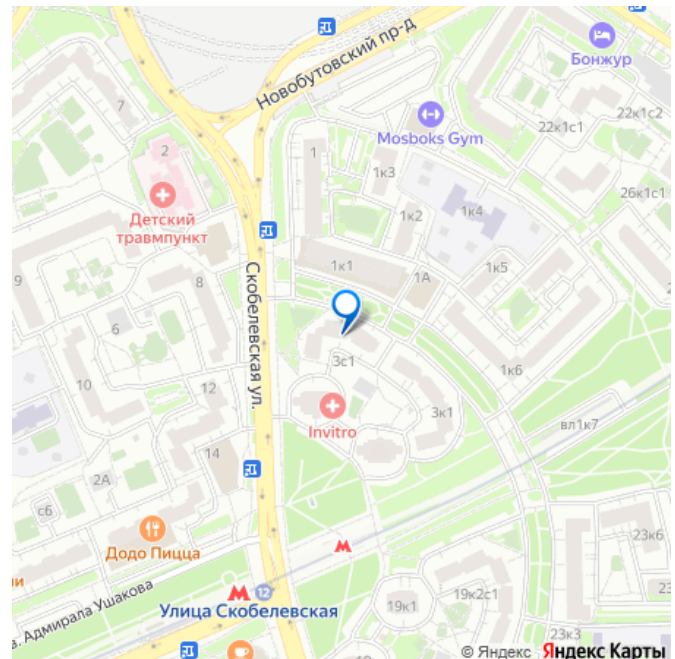 Новобутовский пр-д
Бонжур
7
Mosboks Gym
22к1с1
22к1с2
2
1
1к3
26к1с1
Детский
травмпункт
1к2
1к4
9
8
1к1
1А
1к5
Скобелевская ул.
6
10
3с1
1к6
12
Invitro
3к1
вл1к7
14
2А
с6
Додо Пицца
23к6
ни
в. Адмирала Ушакова
12
Улица Скобелевская
19к1
19к2с1
23к3
© Яндекс Яндекс Карты